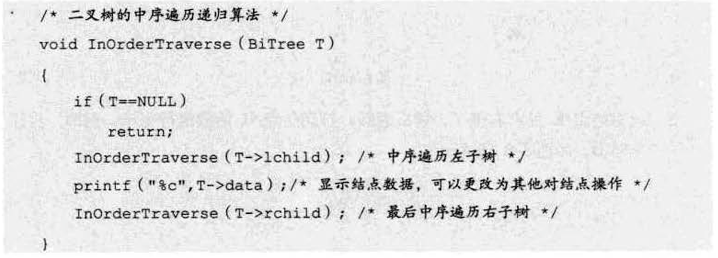 /* 二叉树的中序遍历递归算法 */
void InOrderTraverse(BiTree T)
{
if(T==NULL)
return;
InOrderTraverse(T->lchild); /* 中序遍历左子树 */
printf("%c",T->data);/* 显示结点数据，可以更改为其他对结点操作 */
InOrderTraverse(T->rchild); /* 最后中序遍历右子树 */
}